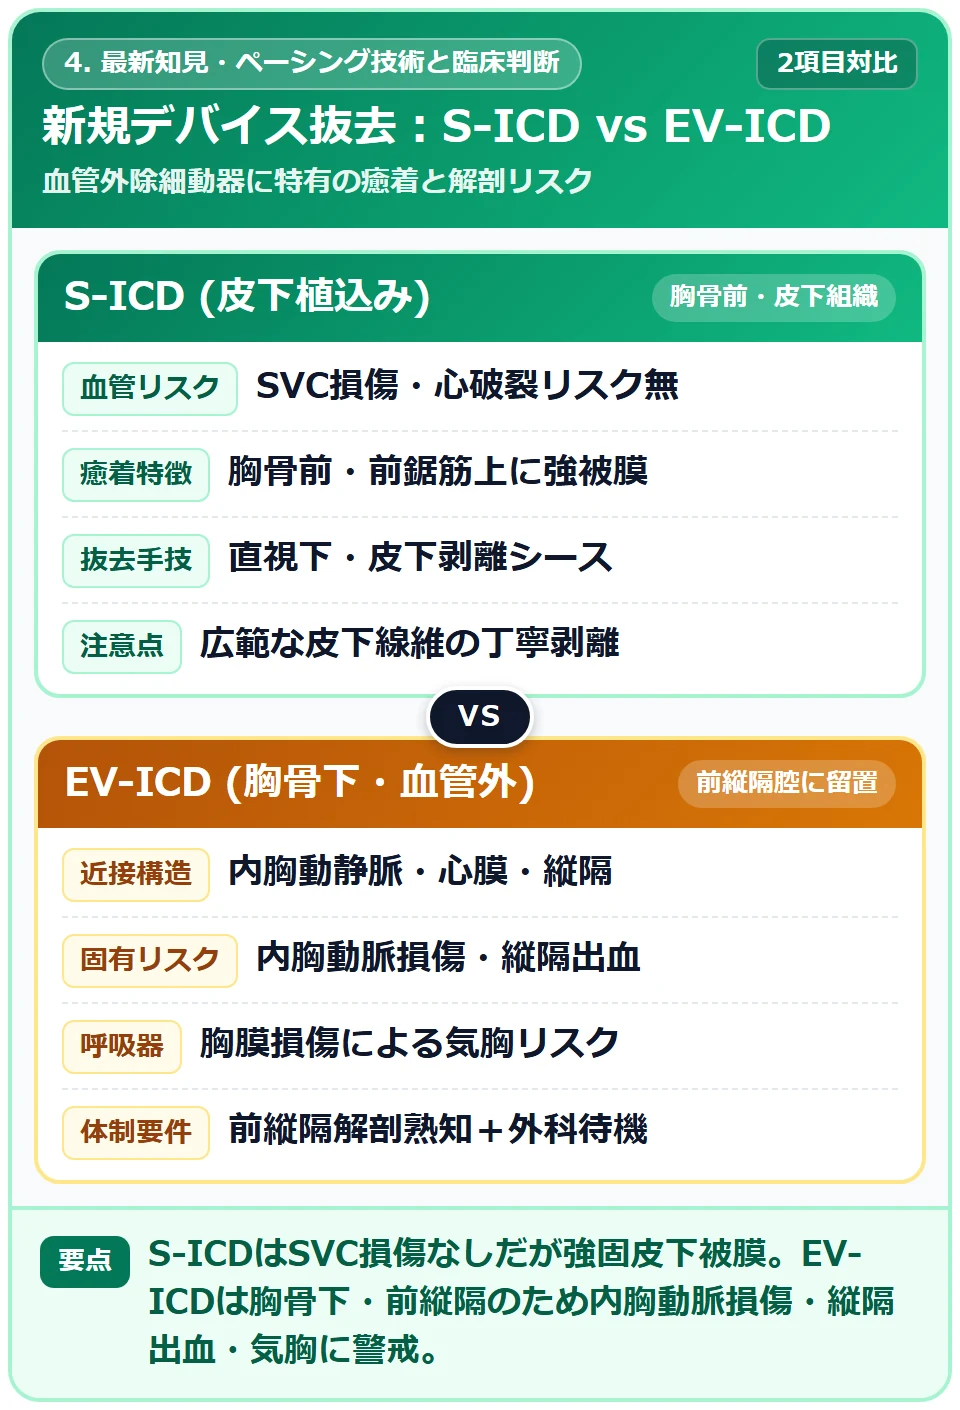 4. 最新知見・ペーシング技術と臨床判断
2項目対比
新規デバイス抜去：S-ICD vs EV-ICD
血管外除細動器に特有の癒着と解剖リスク
S-ICD (皮下植込み)
胸骨前・皮下組織
血管リスク SVC損傷・心破裂リスク無
癒着特徴 胸骨前・前鋸筋上に強被膜
抜去手技 直視下・皮下剥離シース
注意点 広範な皮下線維の丁寧剥離
VS
EV-ICD (胸骨下・血管外)
前縦隔腔に留置
近接構造 内胸動静脈・心膜・縦隔
固有リスク 内胸動脈損傷・縦隔出血
呼吸器 胸膜損傷による気胸リスク
体制要件 前縦隔解剖熟知＋外科待機
要点
S-ICDはSVC損傷なしだが強固皮下被膜。EV-
ICDは胸骨下・前縦隔のため内胸動脈損傷・縦隔
出血・気胸に警戒。